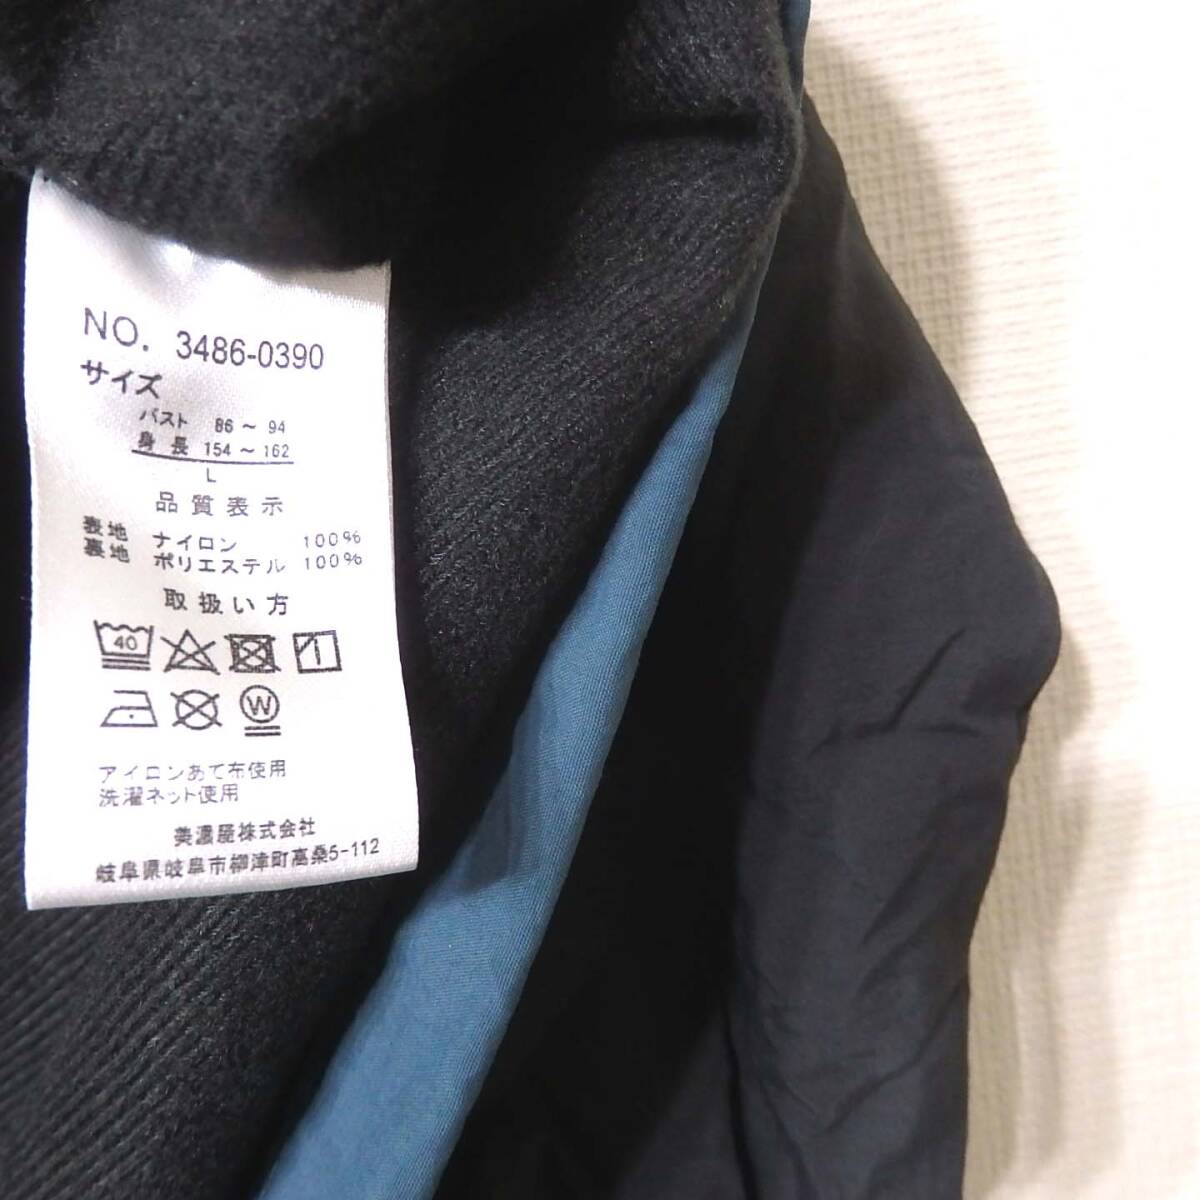 NO. 3486-0390
サイズ
バスト 86～94
身長 154～162
L
品質表示
表地 ナイロン 100%
裏地 ポリエステル 100%
取扱い方
40
W
アイロンあて布使用
洗濯ネット使用
美濃屋株式会社
岐阜県岐阜市柳津町高桑5-112